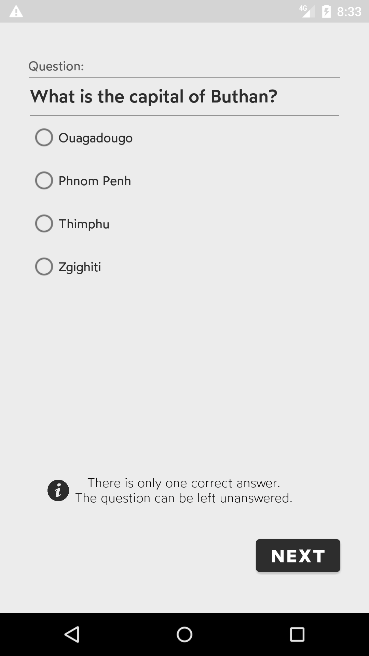 4G 8:33
Question:
What is the capital of Buthan?
Ouagadougo
Phnom Penh
Thimphu
Zgighiti
There is only one correct answer.
The question can be left unanswered.
NEXT